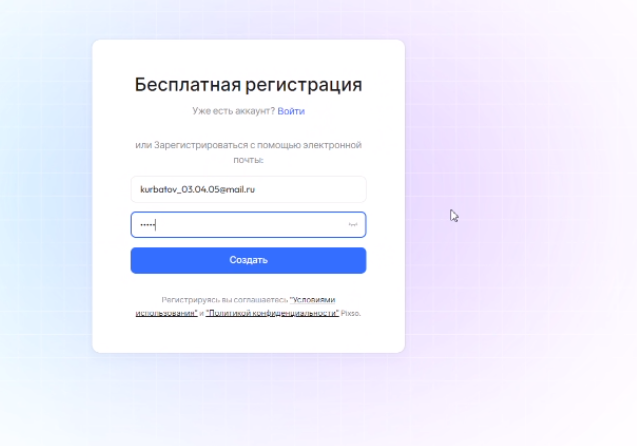 Бесплатная регистрация
Уже есть аккаунт? Войти
или Зарегистрироваться с помощью электронной
почты:
kurbatov_03.04.05@mail.ru
•••••
Создать
Регистрируясь вы соглашаетесь "Условиями
использования" и "Политикой конфиденциальности" Pixso.